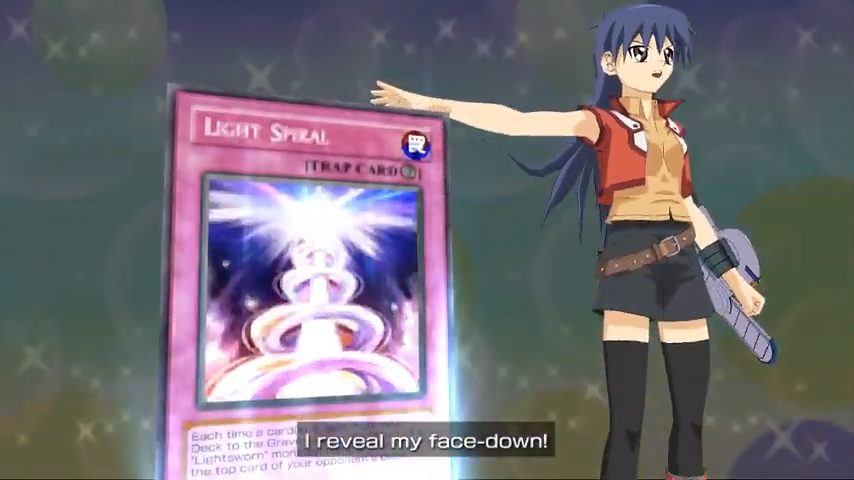 LIGHT SPIRAL
罠
[TRAP CARD]
Each time a card
Deck to the Grav
"Lightsworn" mon
the top card of your opponent's
I reveal my face-down!